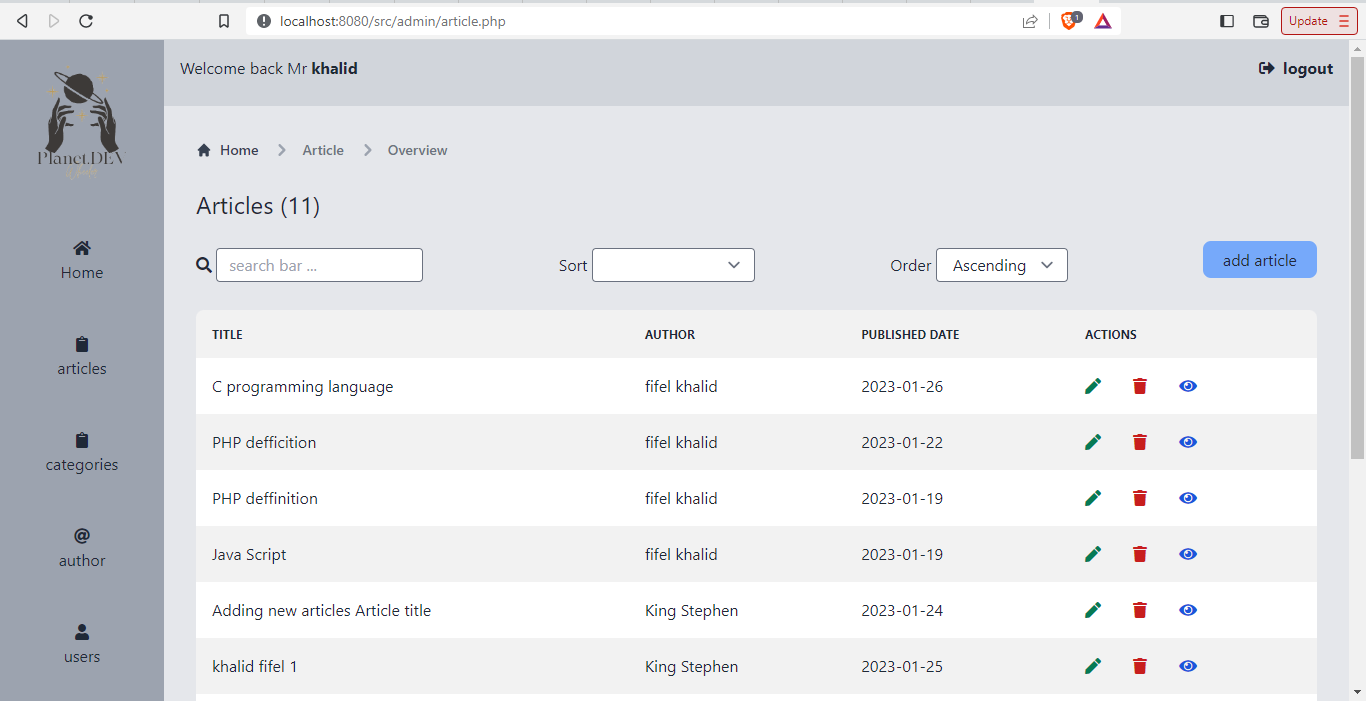 localhost:8080/src/admin/article.php
1
Update
Planet.DEV
Welcome back Mr khalid
logout
Home
articles
categories
@
author
users
Home Article Overview
Articles (11)
search bar ...
Sort
Order Ascending
add article
TITLE AUTHOR PUBLISHED DATE ACTIONS
C programming language fifel khalid 2023-01-26
PHP defficition fifel khalid 2023-01-22
PHP deffinition fifel khalid 2023-01-19
Java Script fifel khalid 2023-01-19
Adding new articles Article title King Stephen 2023-01-24
khalid fifel 1 King Stephen 2023-01-25